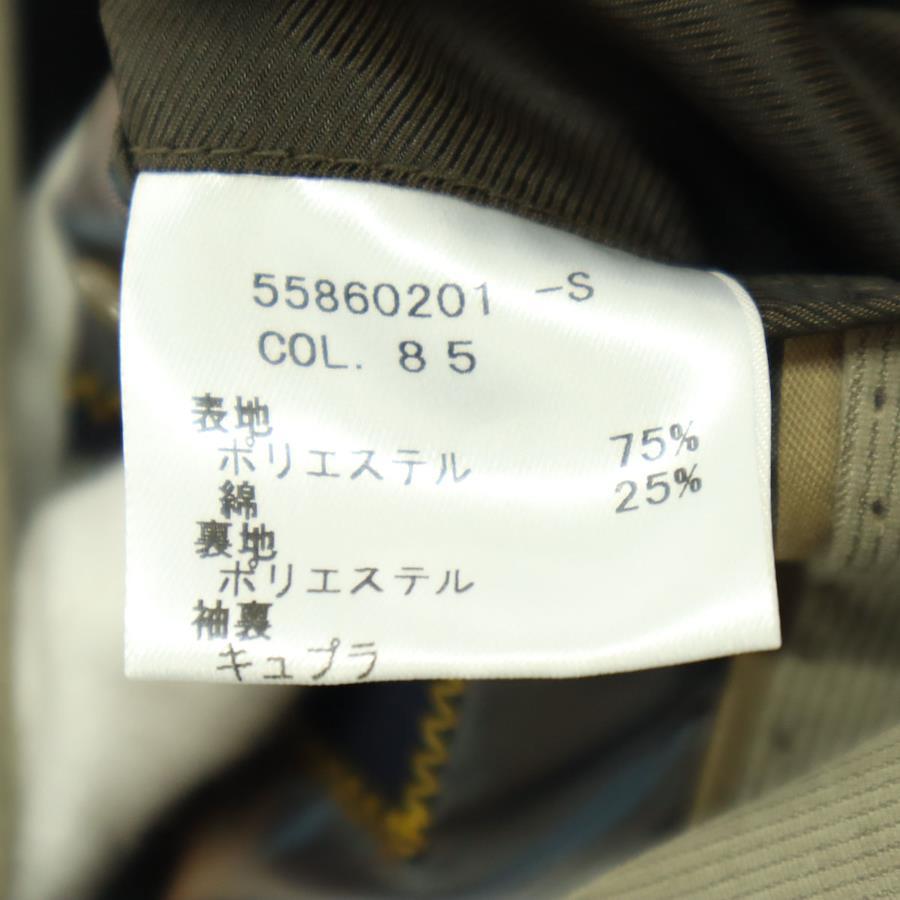 55860201 -S
COL. 85
表地
ポリエステル 75%
綿 25%
裏地
ポリエステル
袖裏
キュプラ